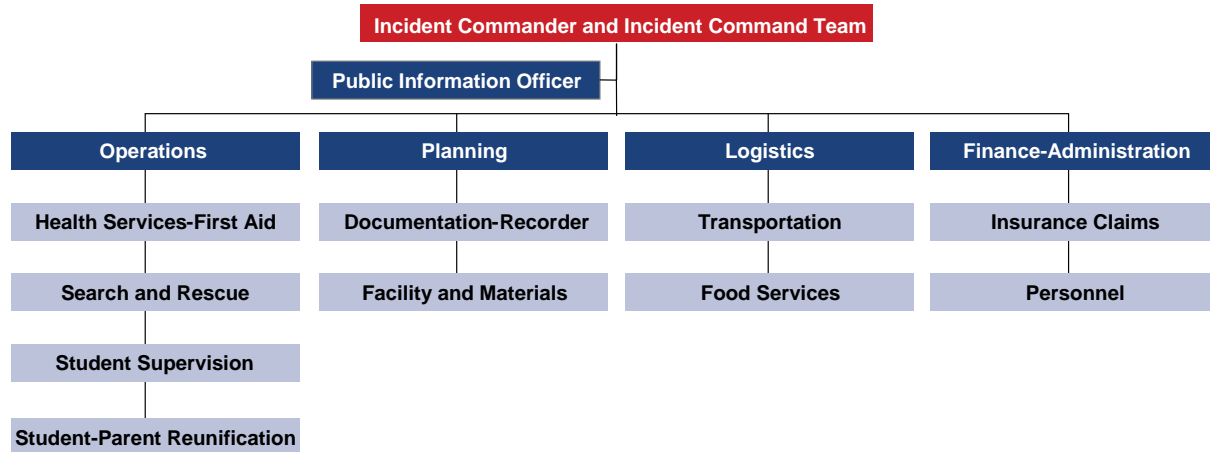 Incident Commander and Incident Command Team
Public Information Officer
Operations
Planning
Logistics
Finance-Administration
Health Services-First Aid
Documentation-Recorder
Transportation
Insurance Claims
Search and Rescue
Facility and Materials
Food Services
Personnel
Student Supervision
Student-Parent Reunification